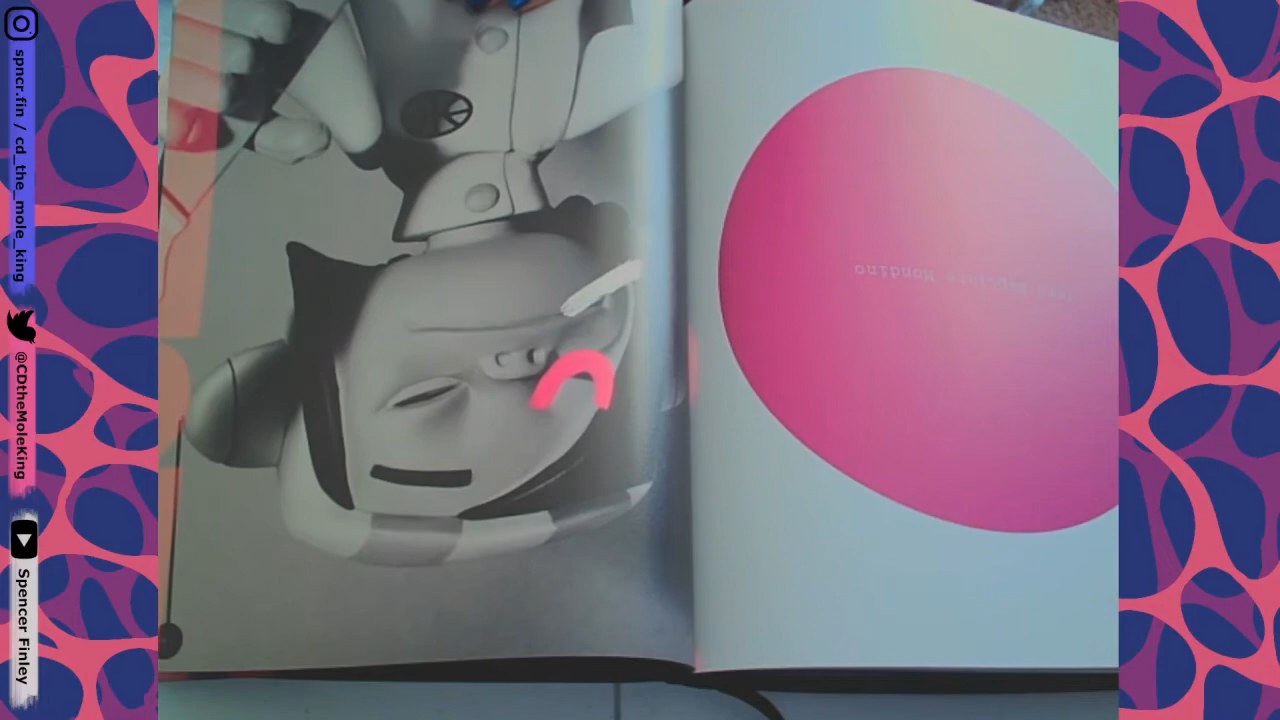 spncr.fin / cd_the_mole_king
@CDtheMoleKing
Spencer Finley
Mondino